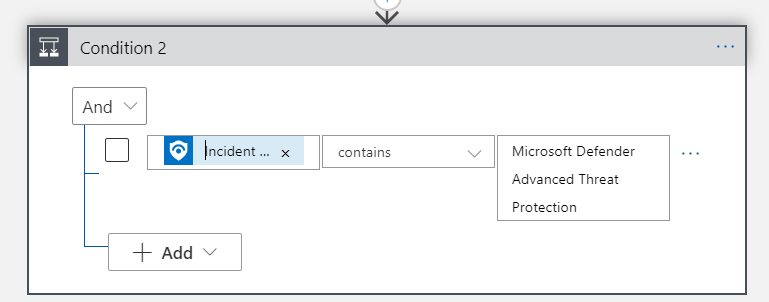 Condition 2
...
And
Incident ... x contains Microsoft Defender
Advanced Threat
Protection
...
+ Add